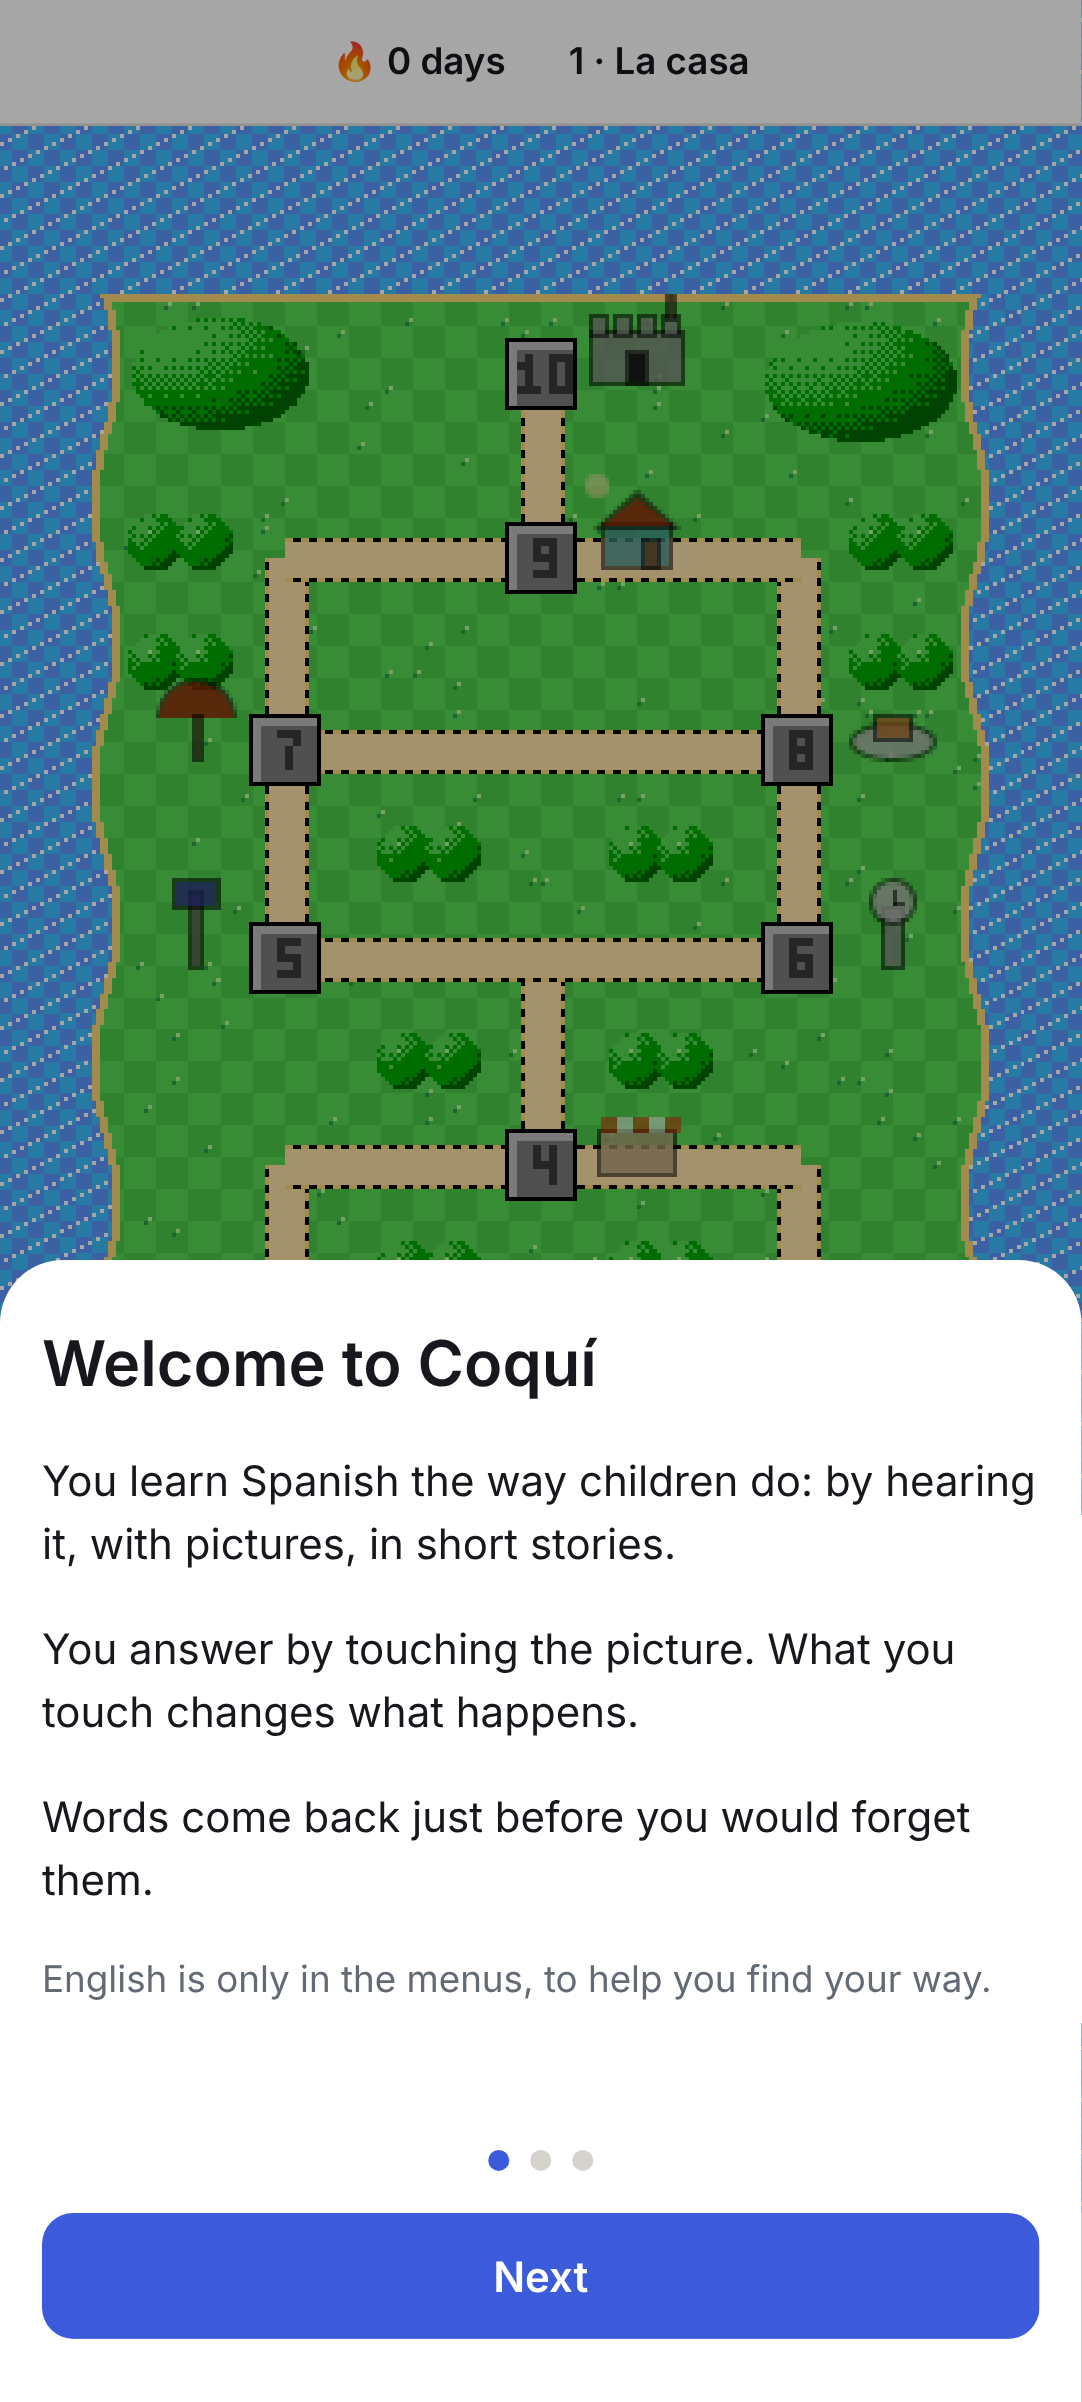 🔥 0 days 1 · La casa
10
9
7 8
5 6
4
Welcome to Coquí
You learn Spanish the way children do: by hearing
it, with pictures, in short stories.
You answer by touching the picture. What you
touch changes what happens.
Words come back just before you would forget
them.
English is only in the menus, to help you find your way.
Next